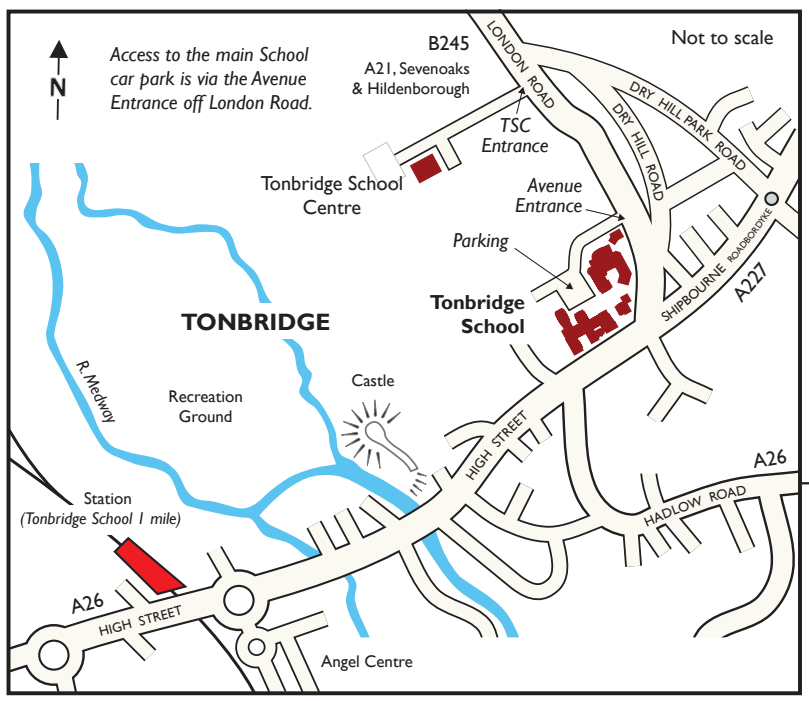 Access to the main School
car park is via the Avenue
Entrance off London Road.
N
B245
A21, Sevenoaks
& Hildenborough
LONDON ROAD
Not to scale
TSC
Entrance
DRY HILL PARK ROAD
DRY HILL ROAD
Tonbridge School
Centre
Avenue
Entrance
Parking
SHIPBOURNE ROADBORDYKE
A227
Tonbridge
School
TONBRIDGE
R. Medway
Recreation
Ground
Castle
HIGH STREET
A26
HADLOW ROAD
Station
(Tonbridge School 1 mile)
A26
HIGH STREET
Angel Centre